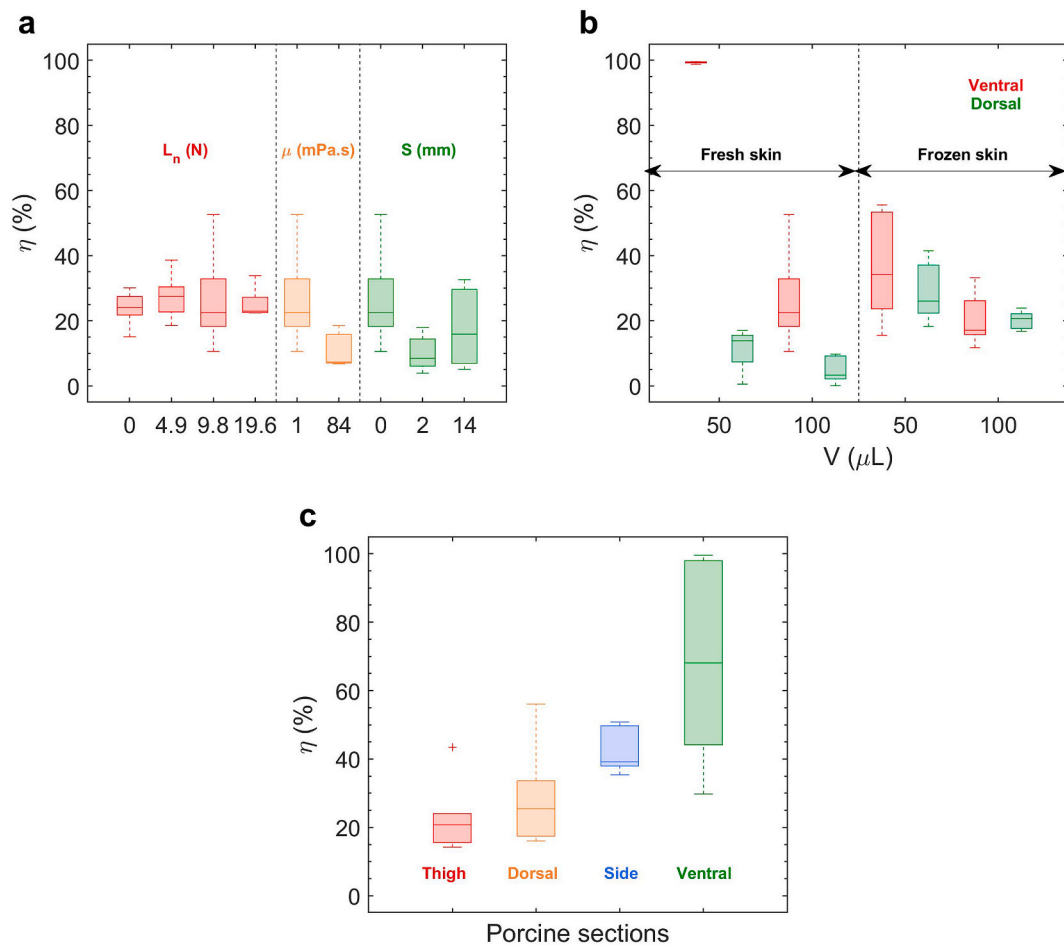 a
η (%)
100
80
60
40
20
0
L_n (N)
μ (mPa.s)
S (mm)
0 4.9 9.8 19.6 1 84 0 2 14
b
η (%)
100
80
60
40
20
0
Ventral
Dorsal
Fresh skin
Frozen skin
50 100 50 100
V (μL)
c
η (%)
100
80
60
40
20
0
Thigh Dorsal Side Ventral
Porcine sections